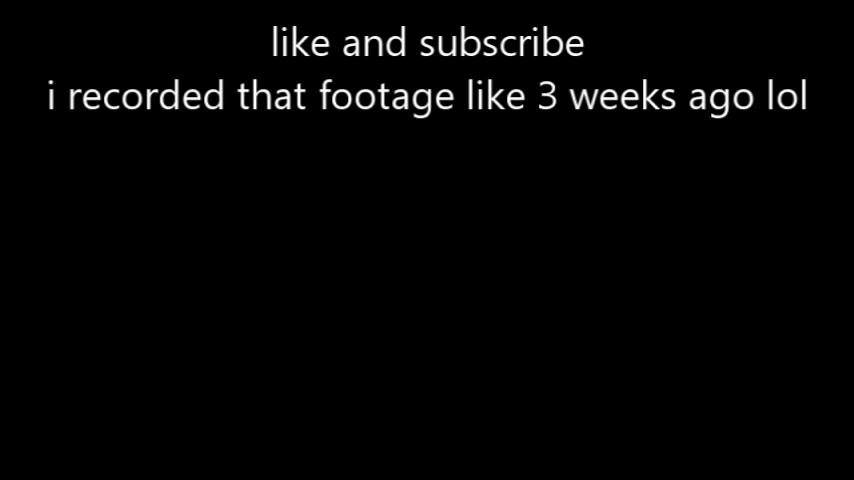 like and subscribe
i recorded that footage like 3 weeks ago lol